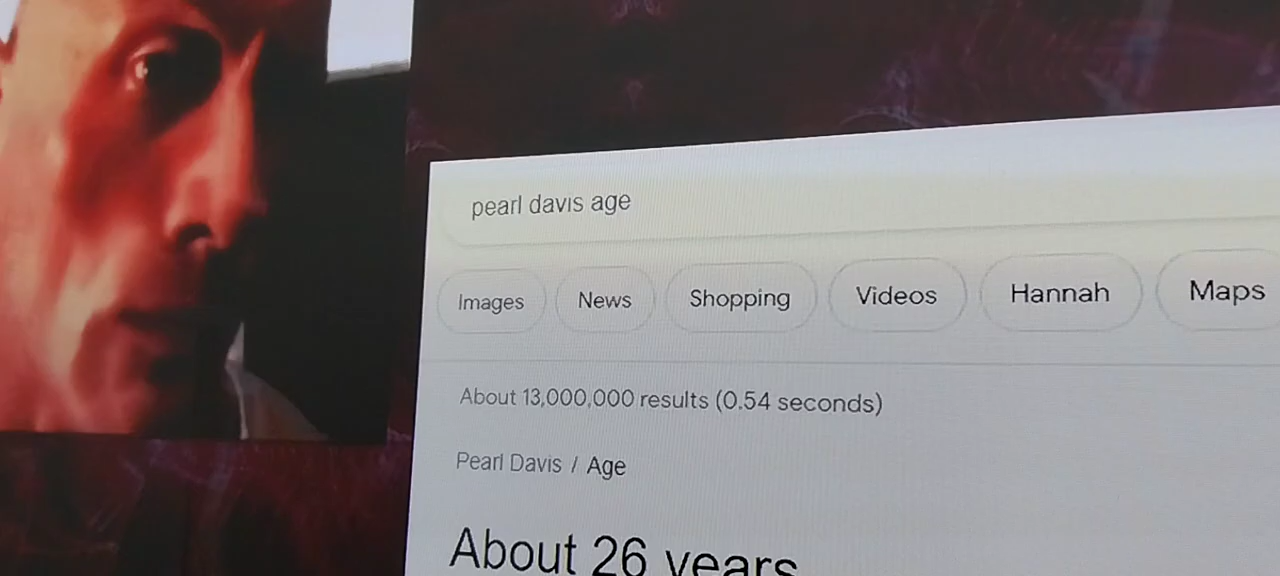 pearl davis age
Images News Shopping Videos Hannah Maps
About 13,000,000 results (0.54 seconds)
Pearl Davis / Age
About 26 years